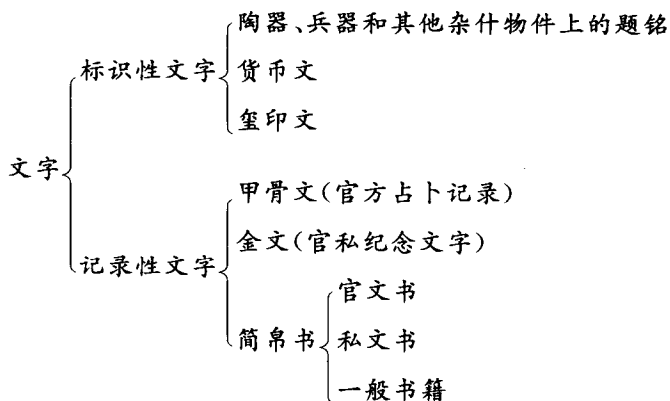 陶器、兵器和其他杂什物件上的题铭
标识性文字
货币文
玺印文
文字
甲骨文(官方占卜记录)
金文(官私纪念文字)
记录性文字
官文书
简帛书
私文书
一般书籍